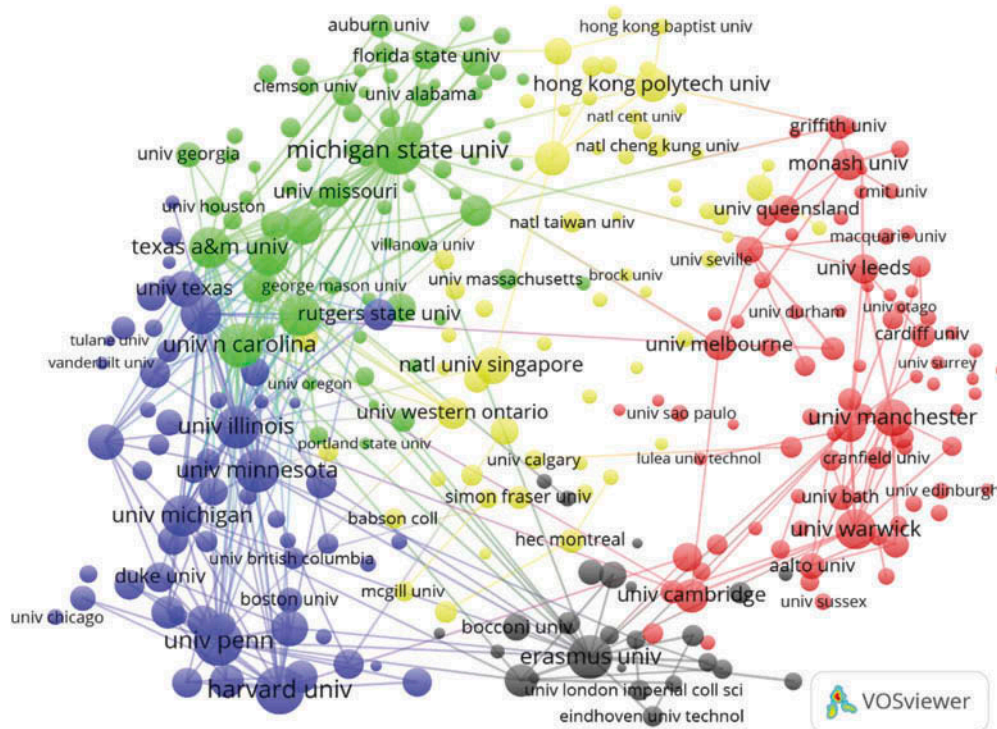 auburn univ
hong kong baptist univ
florida state univ
clemson univ
univ alabama
hong kong polytech univ
natl cent univ
griffith univ
michigan state univ
natl cheng kung univ
univ georgia
monash univ
univ missouri
rmit univ
univ houston
univ queensland
natl taiwan univ
texas a&m univ
villanova univ
macquarie univ
univ seville
univ leeds
univ massachusetts
brock univ
george mason univ
univ texas
rutgers state univ
univ durham
univ otago
tulane univ
cardiff univ
univ n carolina
univ melbourne
vanderbilt univ
natl univ singapore
univ surrey
univ oregon
univ western ontario
univ sao paulo
univ manchester
univ illinois
portland state univ
univ calgary
lulea univ technol
cranfield univ
univ minnesota
simon fraser univ
univ bath
univ edinburgh
univ michigan
babson coll
univ warwick
hec montreal
univ british columbia
aalto univ
duke univ
mcgill univ
univ cambridge
univ sussex
boston univ
univ chicago
bocconi univ
univ penn
erasmus univ
harvard univ
univ london imperial coll sci
eindhoven univ technol
VOSviewer